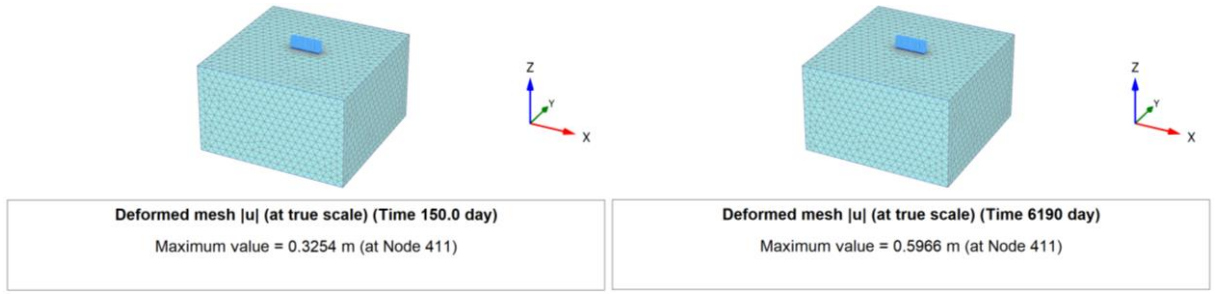 Z
Y
X
Deformed mesh |u| (at true scale) (Time 150.0 day)
Maximum value = 0.3254 m (at Node 411)
Z
Y
X
Deformed mesh |u| (at true scale) (Time 6190 day)
Maximum value = 0.5966 m (at Node 411)